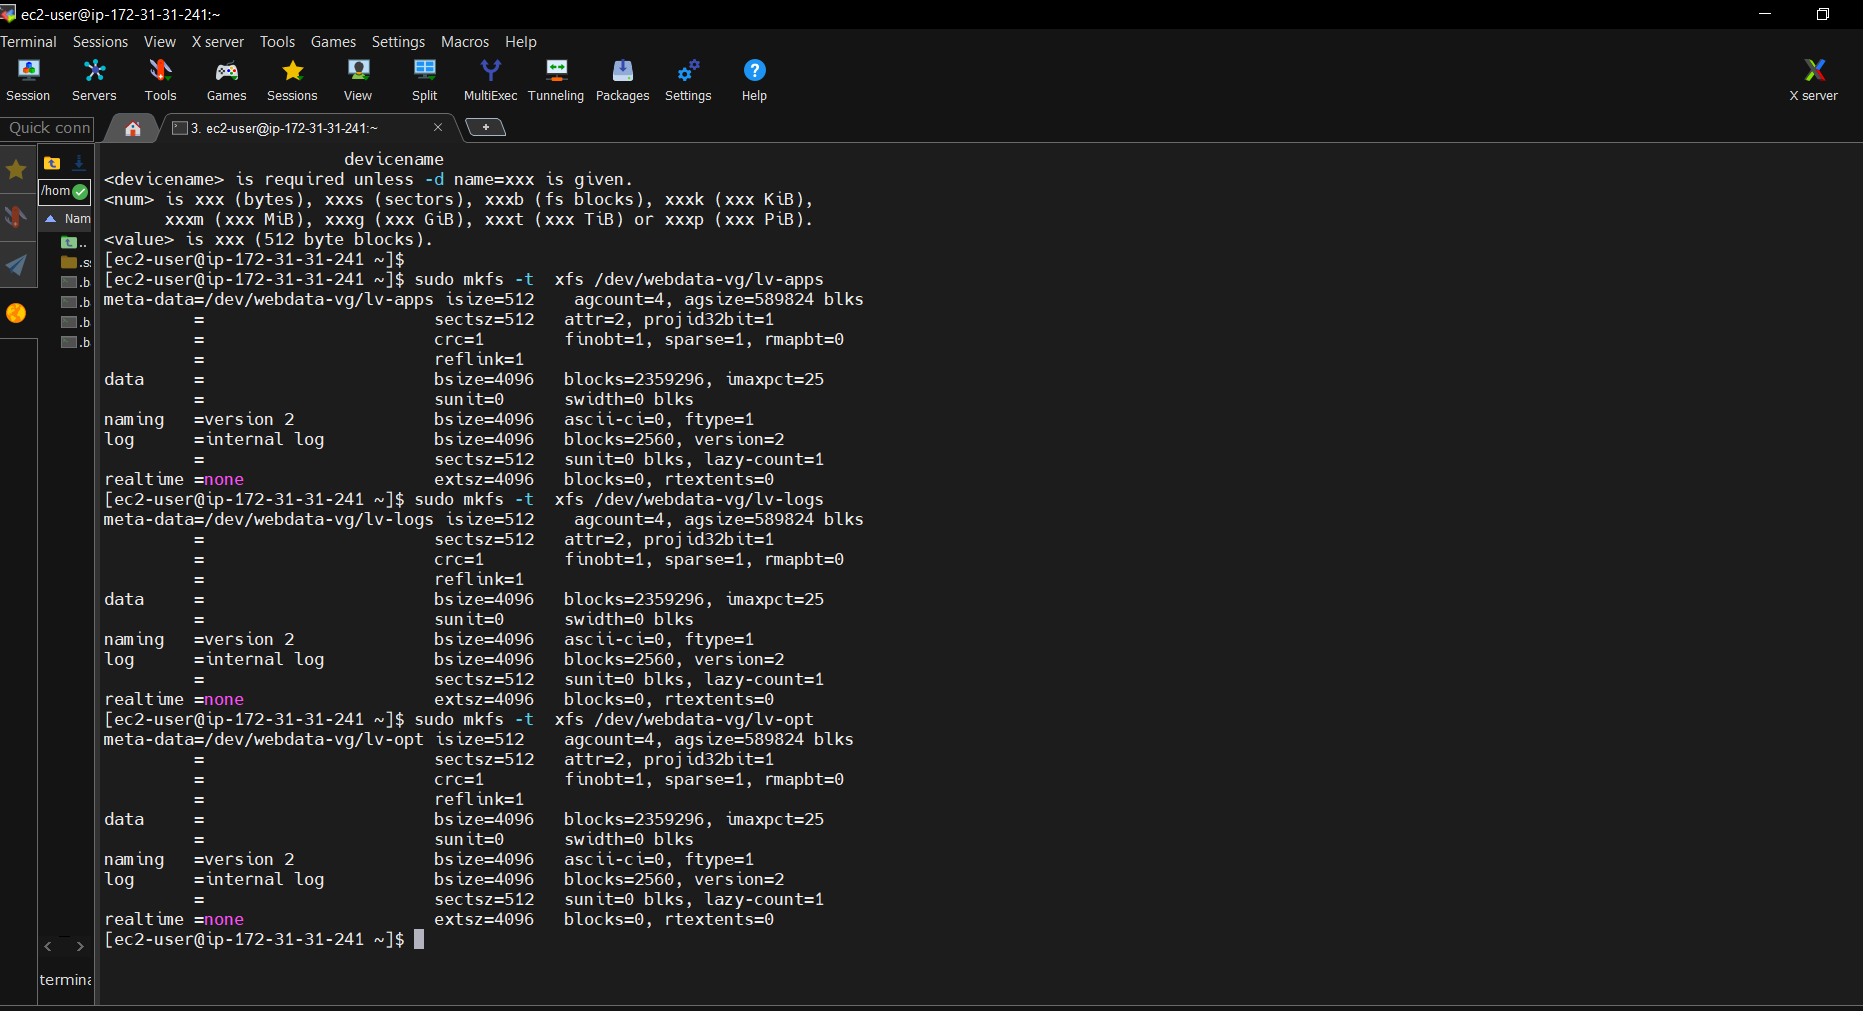 ec2-user@ip-172-31-31-241:~
Terminal Sessions View X server Tools Games Settings Macros Help
Session Servers Tools Games Sessions View Split MultiExec Tunneling Packages Settings Help X server
Quick conn
3. ec2-user@ip-172-31-31-241:~
/hom
Nam
..
.s
.b
.b
.b
.b
termina
devicename
<devicename> is required unless -d name=xxx is given.
<num> is xxx (bytes), xxxs (sectors), xxxb (fs blocks), xxxk (xxx KiB),
xxxm (xxx MiB), xxxg (xxx GiB), xxxt (xxx TiB) or xxxp (xxx PiB).
<value> is xxx (512 byte blocks).
[ec2-user@ip-172-31-31-241 ~]$
[ec2-user@ip-172-31-31-241 ~]$ sudo mkfs -t  xfs /dev/webdata-vg/lv-apps
meta-data=/dev/webdata-vg/lv-apps isize=512    agcount=4, agsize=589824 blks
         =                       sectsz=512   attr=2, projid32bit=1
         =                       crc=1        finobt=1, sparse=1, rmapbt=0
         =                       reflink=1
data     =                       bsize=4096   blocks=2359296, imaxpct=25
         =                       sunit=0      swidth=0 blks
naming   =version 2              bsize=4096   ascii-ci=0, ftype=1
log      =internal log           bsize=4096   blocks=2560, version=2
         =                       sectsz=512   sunit=0 blks, lazy-count=1
realtime =none                   extsz=4096   blocks=0, rtextents=0
[ec2-user@ip-172-31-31-241 ~]$ sudo mkfs -t  xfs /dev/webdata-vg/lv-logs
meta-data=/dev/webdata-vg/lv-logs isize=512    agcount=4, agsize=589824 blks
         =                       sectsz=512   attr=2, projid32bit=1
         =                       crc=1        finobt=1, sparse=1, rmapbt=0
         =                       reflink=1
data     =                       bsize=4096   blocks=2359296, imaxpct=25
         =                       sunit=0      swidth=0 blks
naming   =version 2              bsize=4096   ascii-ci=0, ftype=1
log      =internal log           bsize=4096   blocks=2560, version=2
         =                       sectsz=512   sunit=0 blks, lazy-count=1
realtime =none                   extsz=4096   blocks=0, rtextents=0
[ec2-user@ip-172-31-31-241 ~]$ sudo mkfs -t  xfs /dev/webdata-vg/lv-opt
meta-data=/dev/webdata-vg/lv-opt isize=512    agcount=4, agsize=589824 blks
         =                       sectsz=512   attr=2, projid32bit=1
         =                       crc=1        finobt=1, sparse=1, rmapbt=0
         =                       reflink=1
data     =                       bsize=4096   blocks=2359296, imaxpct=25
         =                       sunit=0      swidth=0 blks
naming   =version 2              bsize=4096   ascii-ci=0, ftype=1
log      =internal log           bsize=4096   blocks=2560, version=2
         =                       sectsz=512   sunit=0 blks, lazy-count=1
realtime =none                   extsz=4096   blocks=0, rtextents=0
[ec2-user@ip-172-31-31-241 ~]$